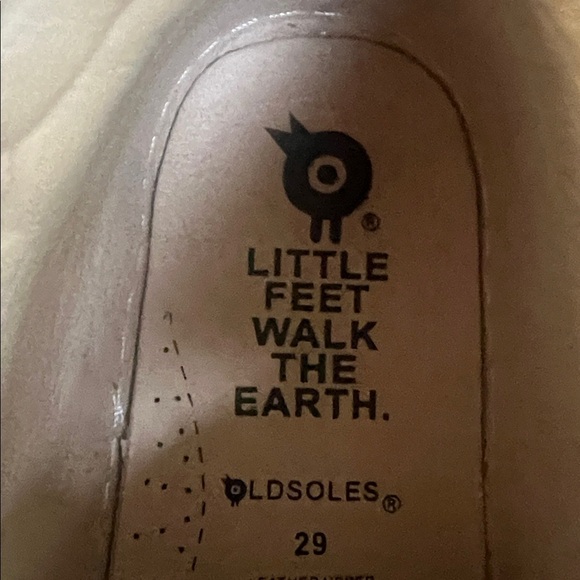 ®
LITTLE
FEET
WALK
THE
EARTH.
OLDSOLES®
29